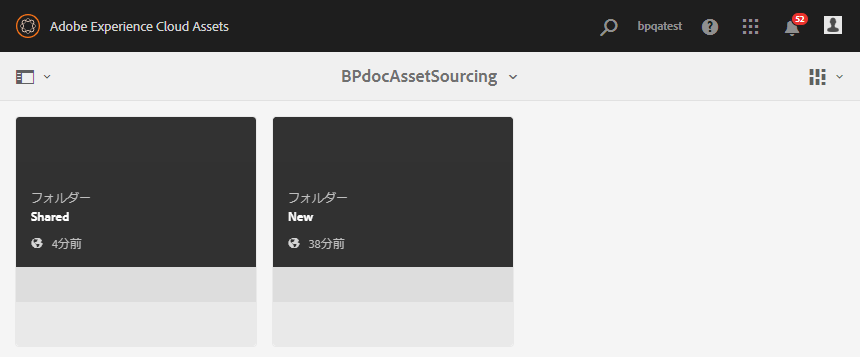 Adobe Experience Cloud Assets
bpqatest
52
BPdocAssetSourcing
フォルダー
Shared
4分前
フォルダー
New
38分前